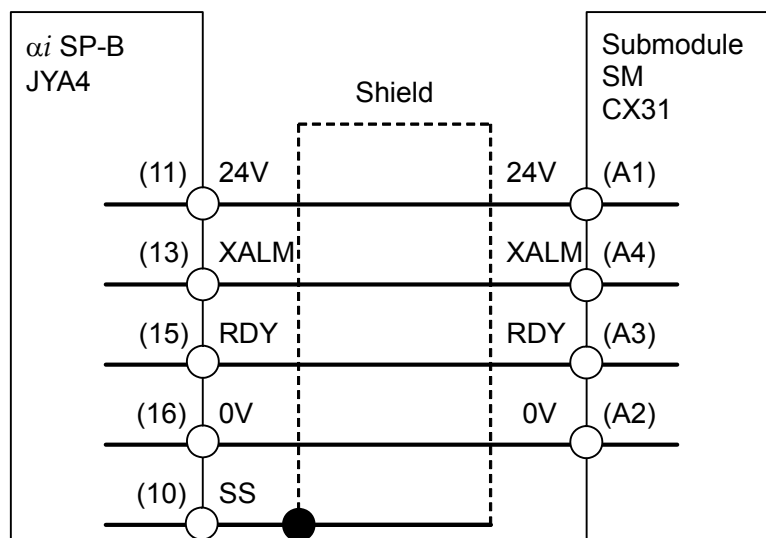 αi SP-B
JYA4
Submodule
SM
CX31
Shield
(11) 24V 24V (A1)
(13) XALM XALM (A4)
(15) RDY RDY (A3)
(16) 0V 0V (A2)
(10) SS